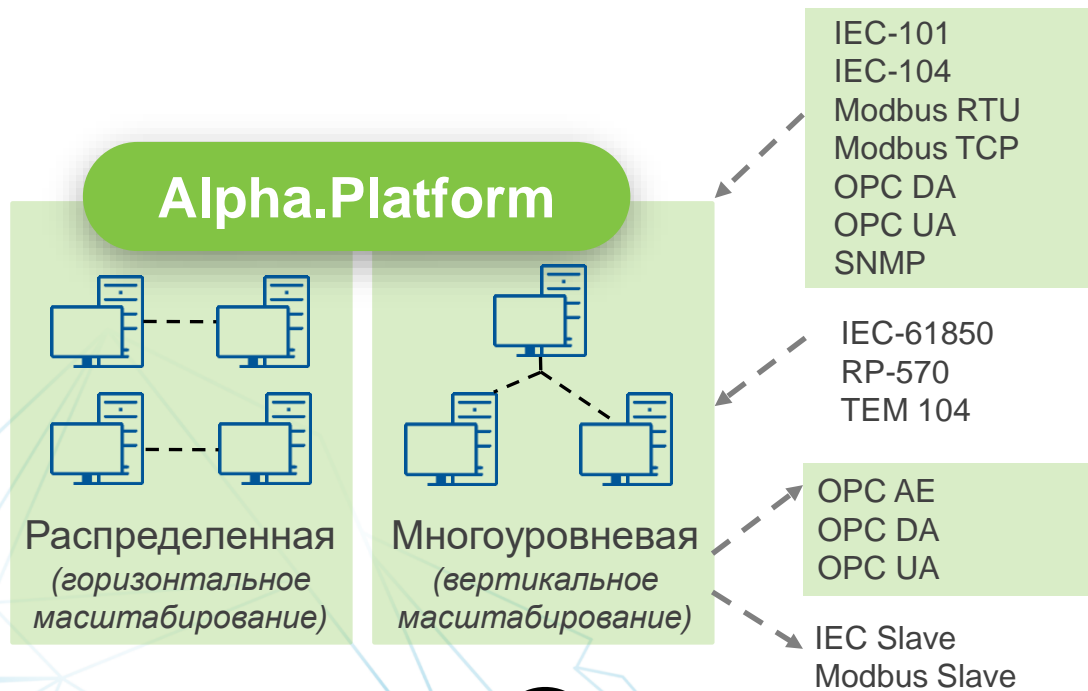 Alpha.Platform
Распределенная
(горизонтальное
масштабирование)
Многоуровневая
(вертикальное
масштабирование)
IEC-101
IEC-104
Modbus RTU
Modbus TCP
OPC DA
OPC UA
SNMP
IEC-61850
RP-570
TEM 104
OPC AE
OPC DA
OPC UA
IEC Slave
Modbus Slave